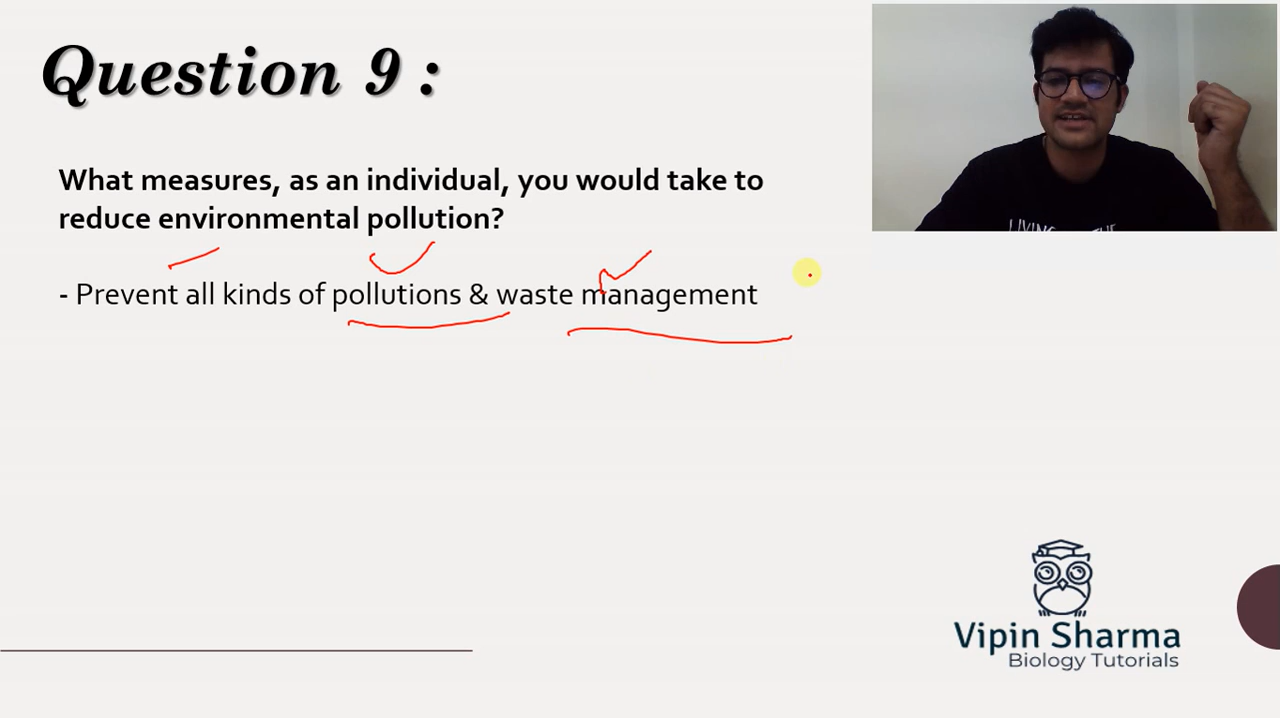 Question 9 :
What measures, as an individual, you would take to
reduce environmental pollution?
- Prevent all kinds of pollutions & waste management
Vipin Sharma
Biology Tutorials